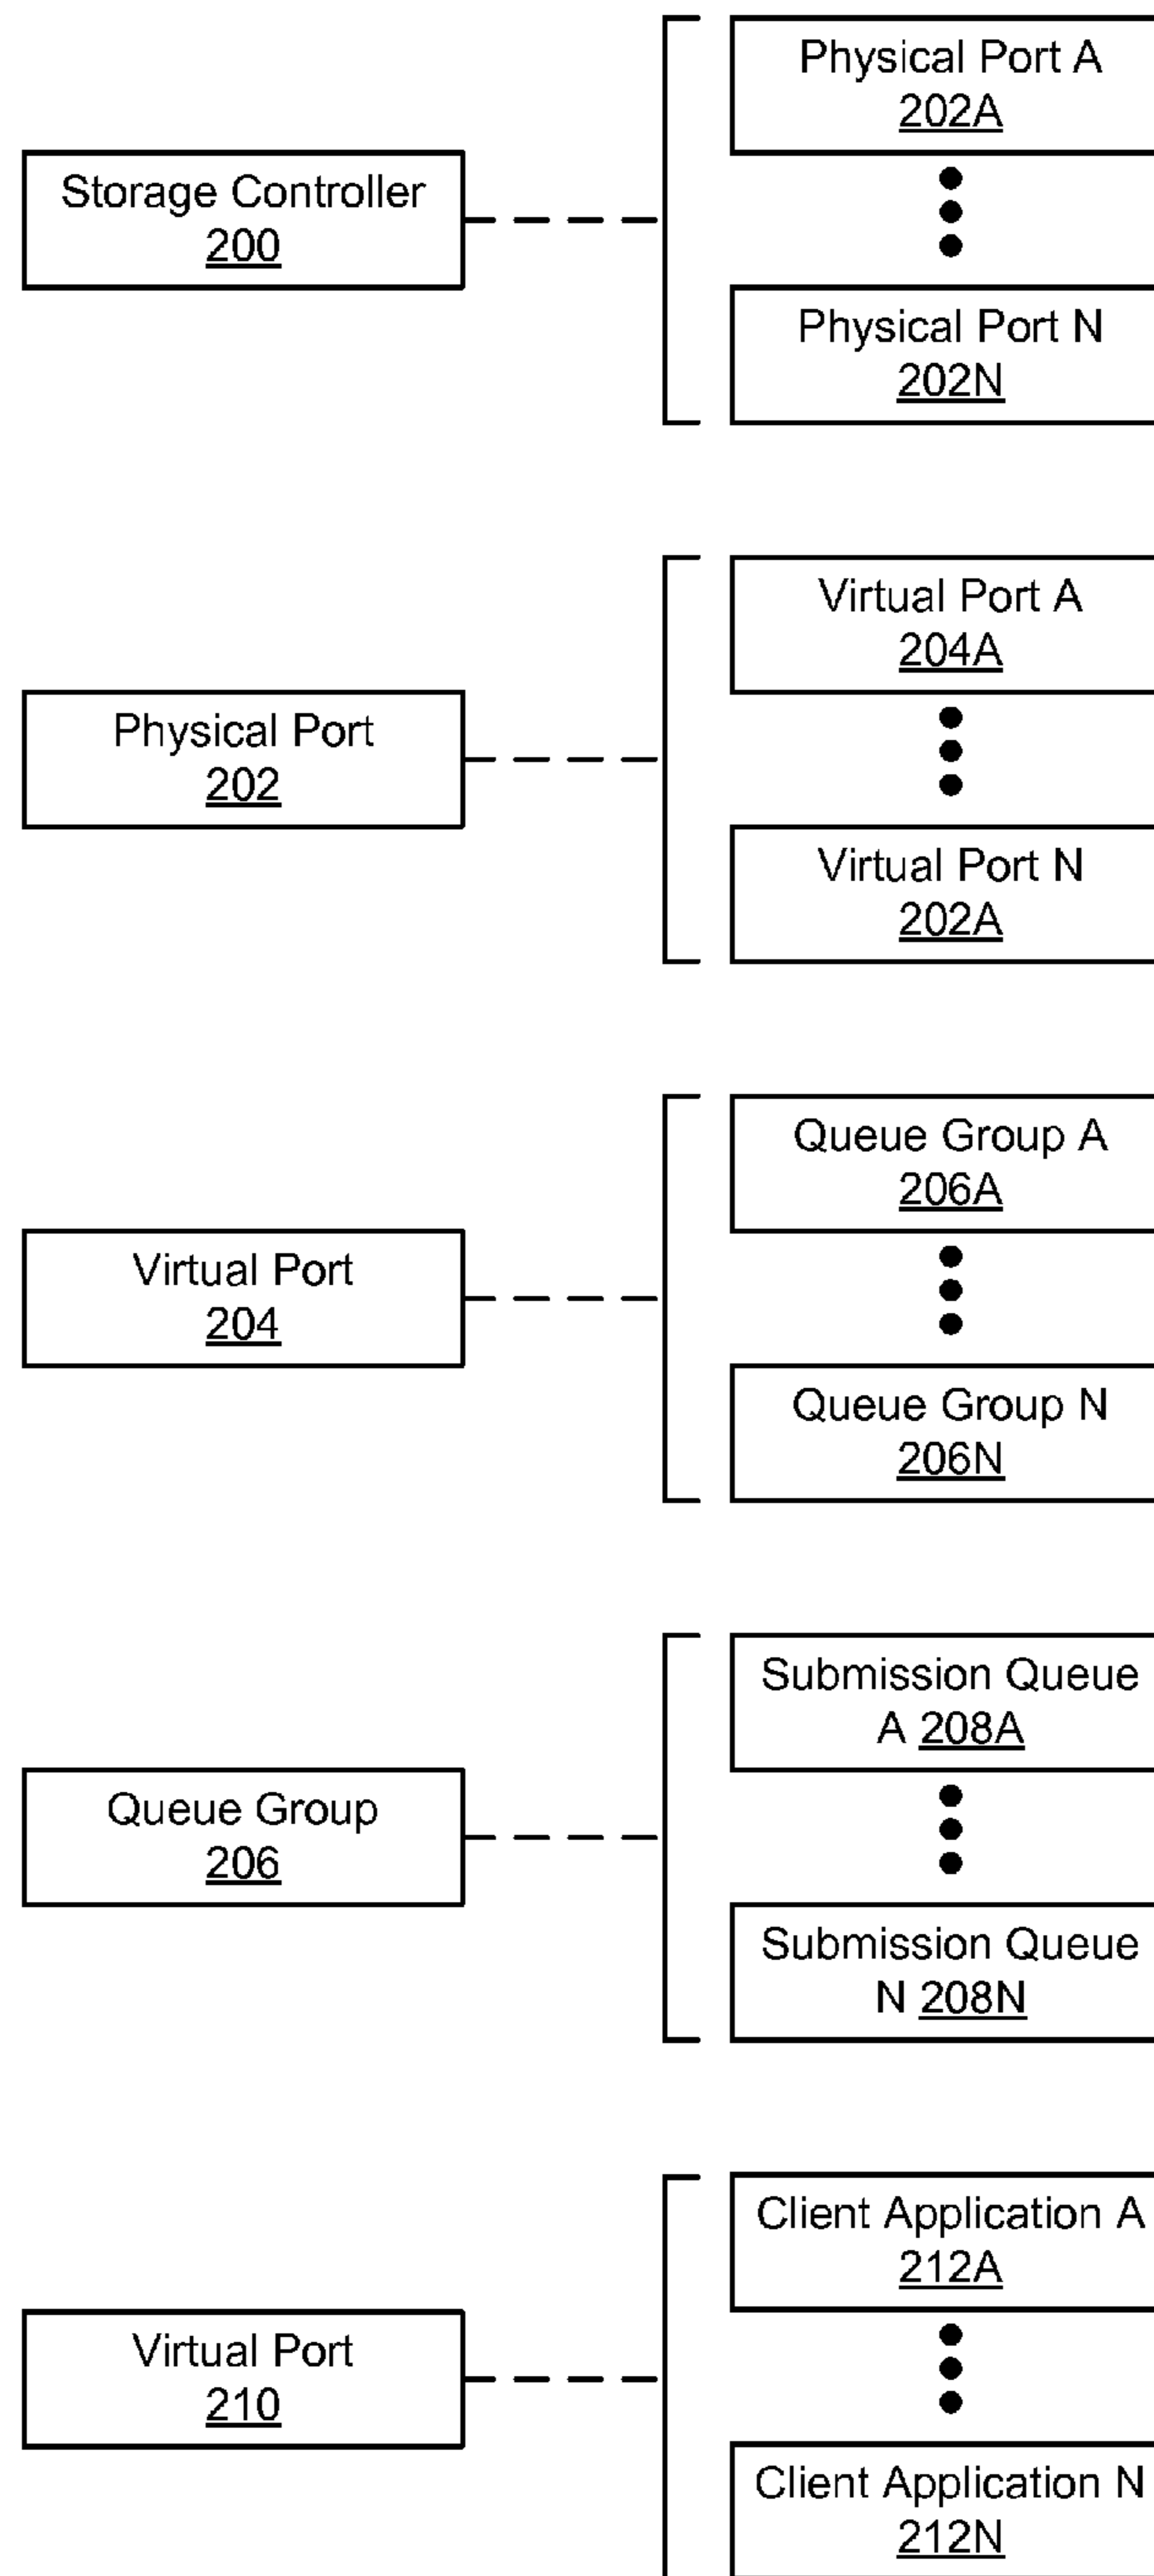 Physical Port A
202A
Storage Controller
200
Physical Port N
202N
Virtual Port A
204A
Physical Port
202
Virtual Port N
202A
Queue Group A
206A
Virtual Port
204
Queue Group N
206N
Submission Queue
A 208A
Queue Group
206
Submission Queue
N 208N
Client Application A
212A
Virtual Port
210
Client Application N
212N